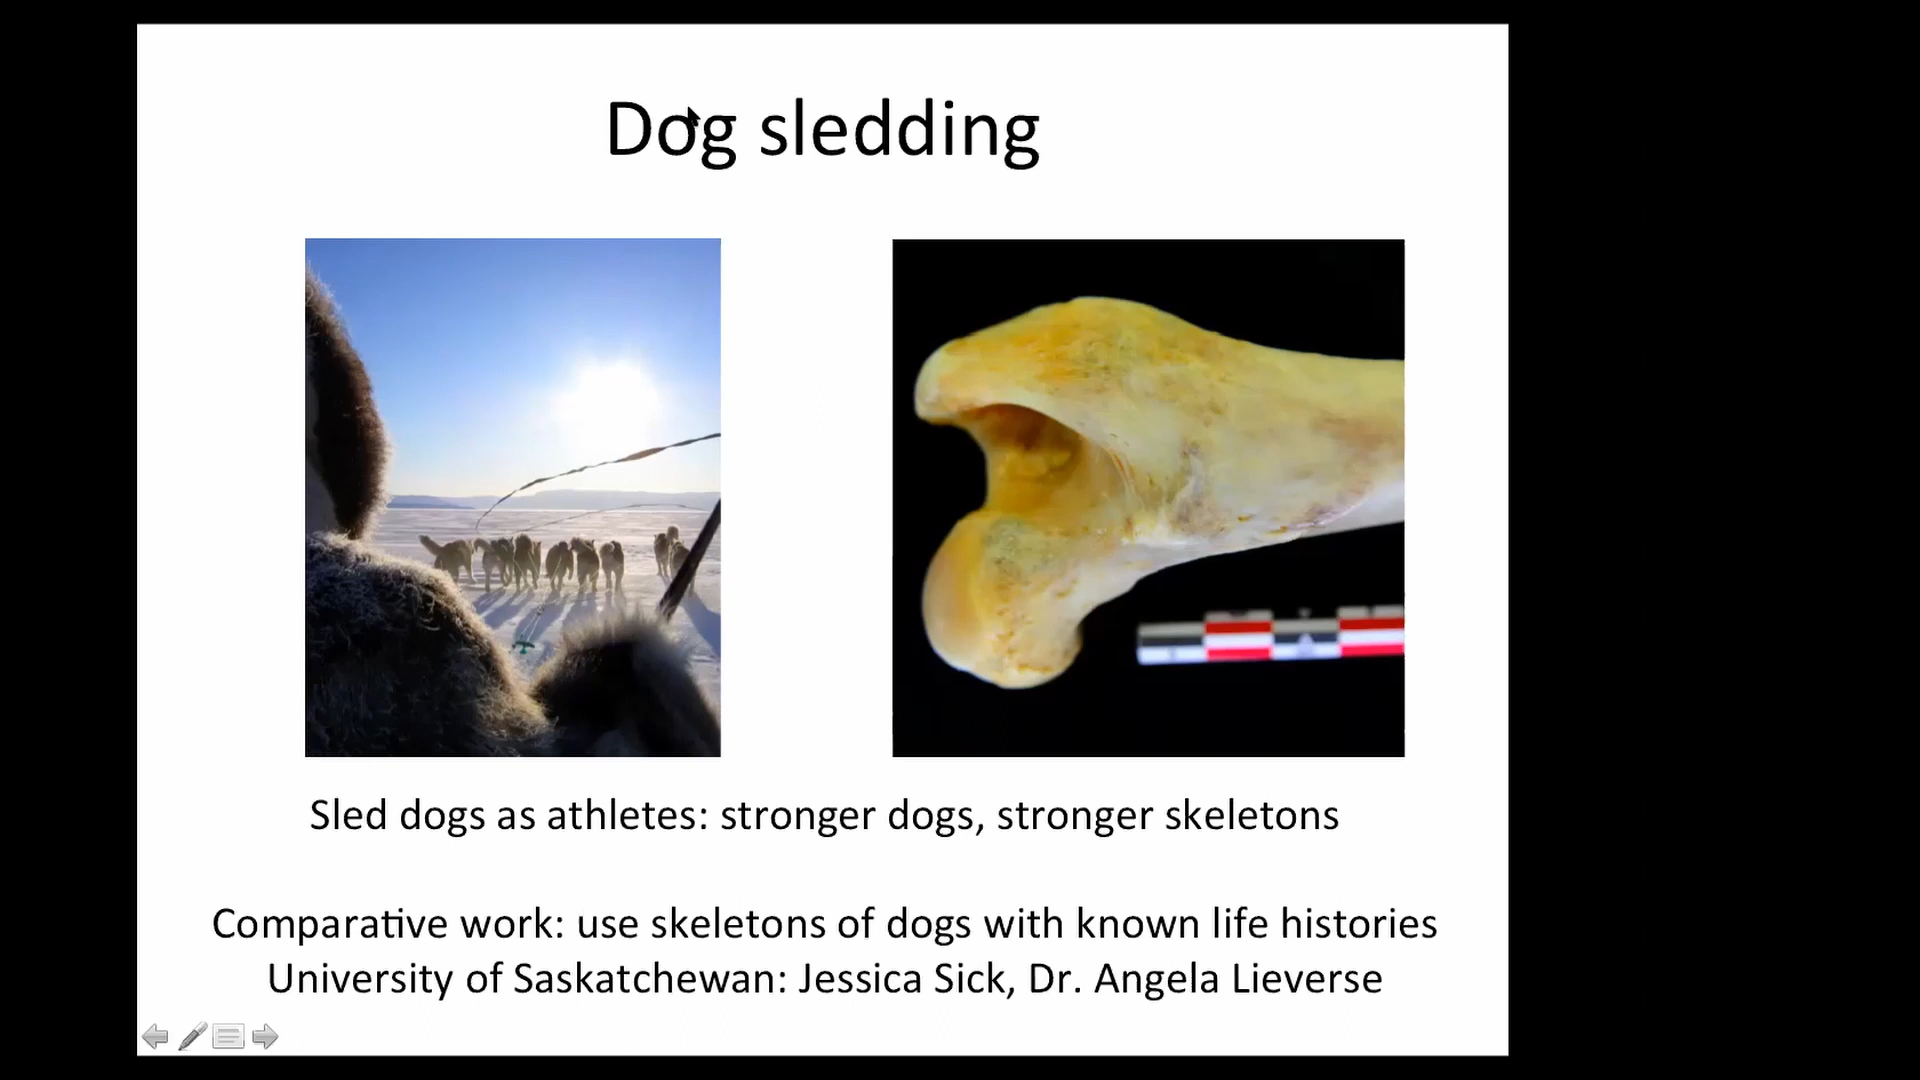 Dog sledding
Sled dogs as athletes: stronger dogs, stronger skeletons
Comparative work: use skeletons of dogs with known life histories
University of Saskatchewan: Jessica Sick, Dr. Angela Lieverse